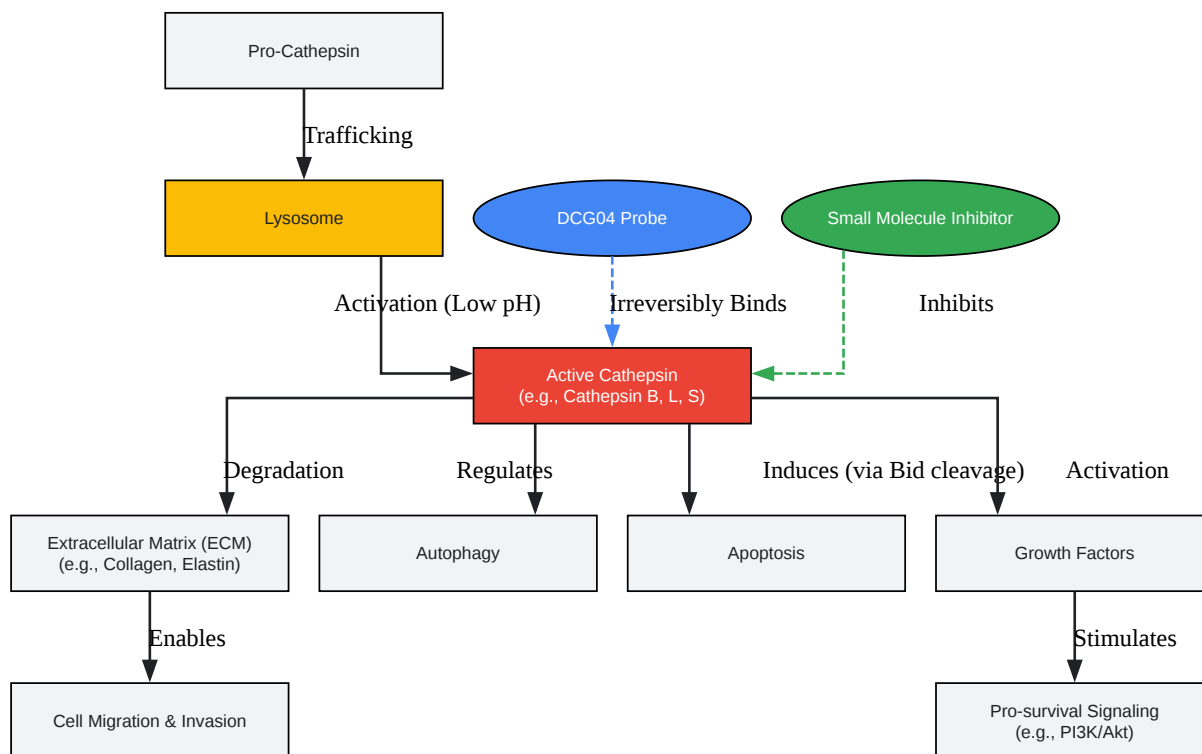 Pro-Cathepsin
Trafficking
Lysosome
DCG04 Probe
Small Molecule Inhibitor
Activation (Low pH)
Irreversibly Binds
Inhibits
Active Cathepsin
(e.g., Cathepsin B, L, S)
Degradation
Regulates
Induces (via Bid cleavage)
Activation
Extracellular Matrix (ECM)
(e.g., Collagen, Elastin)
Autophagy
Apoptosis
Growth Factors
Enables
Stimulates
Cell Migration & Invasion
Pro-survival Signaling
(e.g., PI3K/Akt)